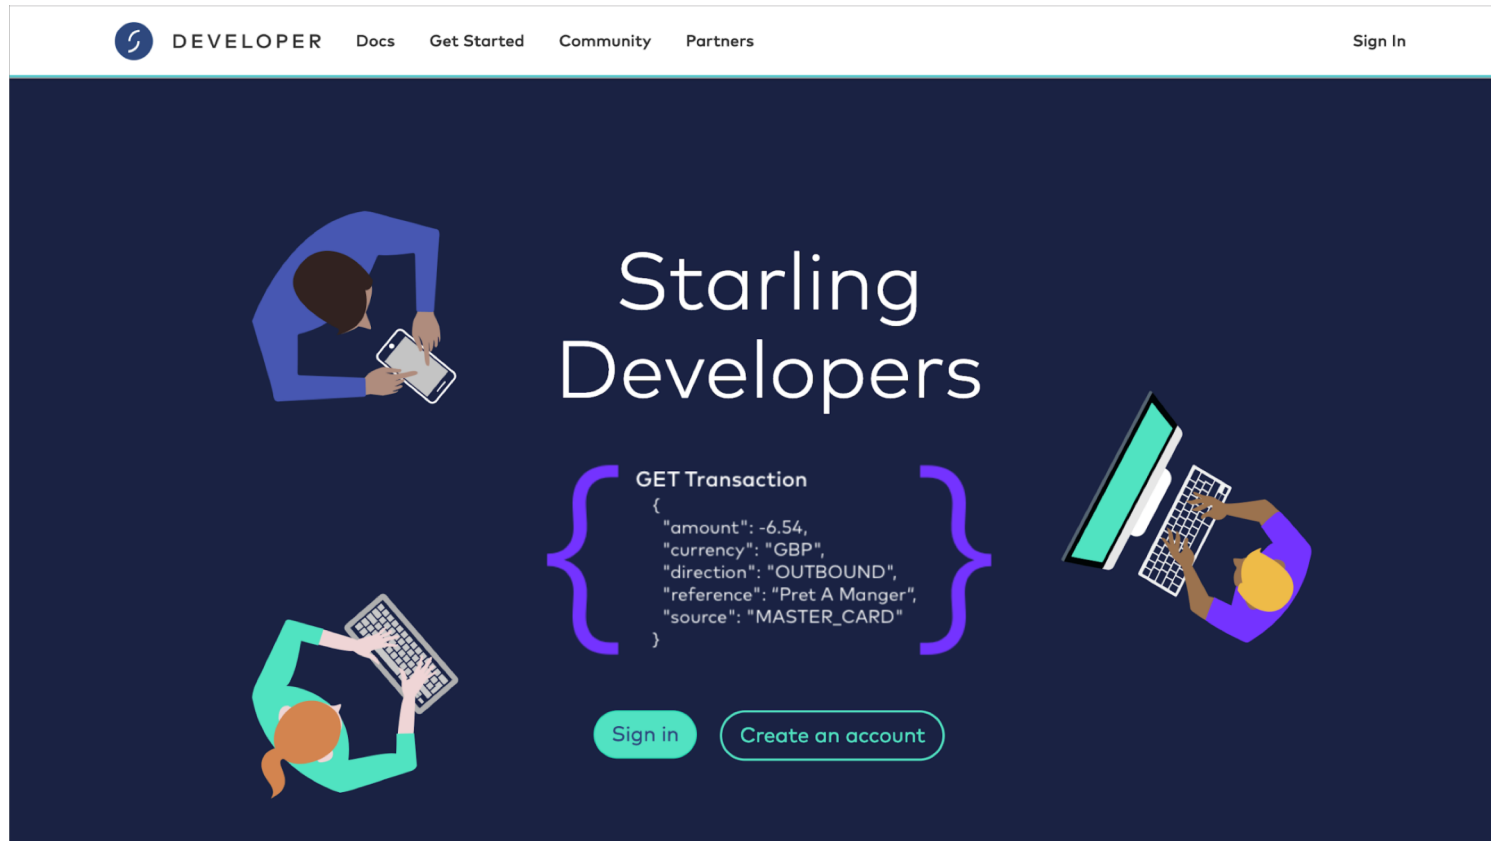 DEVELOPER Docs Get Started Community Partners Sign In
Starling
Developers
GET Transaction
{
"amount": -6.54,
"currency": "GBP",
"direction": "OUTBOUND",
"reference": “Pret A Manger“,
"source": "MASTER_CARD"
}
Sign in Create an account